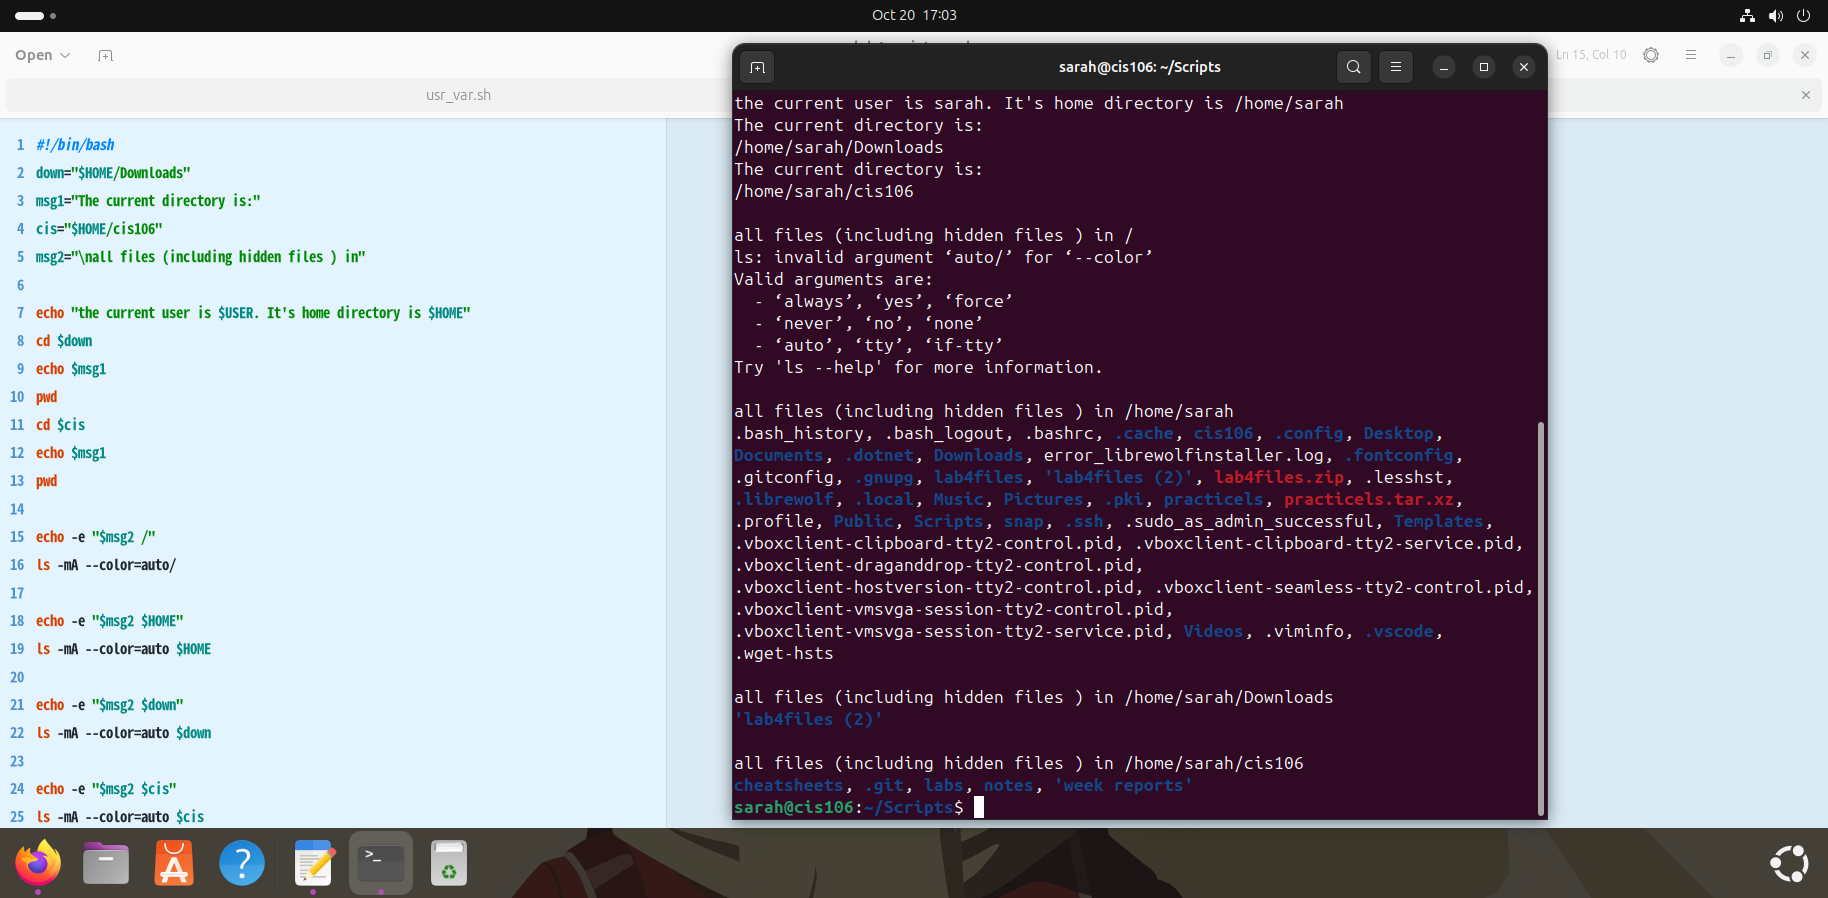 Oct 20 17:03
Open
Ln 15, Col 10
usr_var.sh
1 #!/bin/bash
2 down="$HOME/Downloads"
3 msg1="The current directory is:"
4 cis="$HOME/cis106"
5 msg2="\nall files (including hidden files ) in"
6
7 echo "the current user is $USER. It's home directory is $HOME"
8 cd $down
9 echo $msg1
10 pwd
11 cd $cis
12 echo $msg1
13 pwd
14
15 echo -e "$msg2 /"
16 ls -mA --color=auto/
17
18 echo -e "$msg2 $HOME"
19 ls -mA --color=auto $HOME
20
21 echo -e "$msg2 $down"
22 ls -mA --color=auto $down
23
24 echo -e "$msg2 $cis"
25 ls -mA --color=auto $cis
sarah@cis106: ~/Scripts
the current user is sarah. It's home directory is /home/sarah
The current directory is:
/home/sarah/Downloads
The current directory is:
/home/sarah/cis106
all files (including hidden files ) in /
ls: invalid argument ‘auto/’ for ‘--color’
Valid arguments are:
- ‘always’, ‘yes’, ‘force’
- ‘never’, ‘no’, ‘none’
- ‘auto’, ‘tty’, ‘if-tty’
Try 'ls --help' for more information.
all files (including hidden files ) in /home/sarah
.bash_history, .bash_logout, .bashrc, .cache, cis106, .config, Desktop,
Documents, .dotnet, Downloads, error_librewolfinstaller.log, .fontconfig,
.gitconfig, .gnupg, lab4files, 'lab4files (2)', lab4files.zip, .lesshst,
.librewolf, .local, Music, Pictures, .pki, practicels, practicels.tar.xz,
.profile, Public, Scripts, snap, .ssh, .sudo_as_admin_successful, Templates,
.vboxclient-clipboard-tty2-control.pid, .vboxclient-clipboard-tty2-service.pid,
.vboxclient-draganddrop-tty2-control.pid,
.vboxclient-hostversion-tty2-control.pid, .vboxclient-seamless-tty2-control.pid,
.vboxclient-vmsvga-session-tty2-control.pid,
.vboxclient-vmsvga-session-tty2-service.pid, Videos, .viminfo, .vscode,
.wget-hsts
all files (including hidden files ) in /home/sarah/Downloads
'lab4files (2)'
all files (including hidden files ) in /home/sarah/cis106
cheatsheets, .git, labs, notes, 'week reports'
sarah@cis106:~/Scripts$